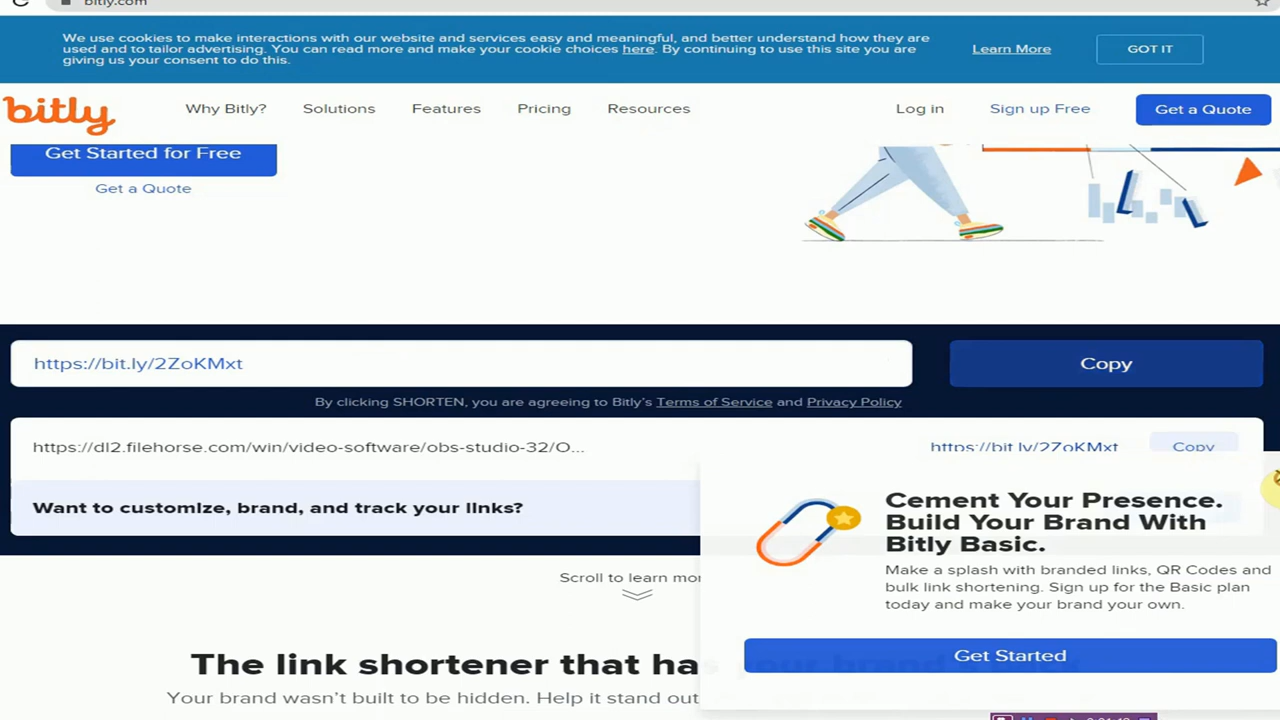 bitly.com
We use cookies to make interactions with our website and services easy and meaningful, and better understand how they are
used and to tailor advertising. You can read more and make your cookie choices here. By continuing to use this site you are
giving us your consent to do this.
Learn More
GOT IT
bitly
Why Bitly?
Solutions
Features
Pricing
Resources
Log in
Sign up Free
Get a Quote
Get Started for Free
Get a Quote
https://bit.ly/2ZoKMxt
Copy
By clicking SHORTEN, you are agreeing to Bitly's Terms of Service and Privacy Policy
https://dl2.filehorse.com/win/video-software/obs-studio-32/O...
https://bit.ly/2ZoKMxt
Copy
Want to customize, brand, and track your links?
Cement Your Presence.
Build Your Brand With
Bitly Basic.
Make a splash with branded links, QR Codes and
bulk link shortening. Sign up for the Basic plan
today and make your brand your own.
Get Started
Scroll to learn mor
The link shortener that has your brand
Your brand wasn't built to be hidden. Help it stand out